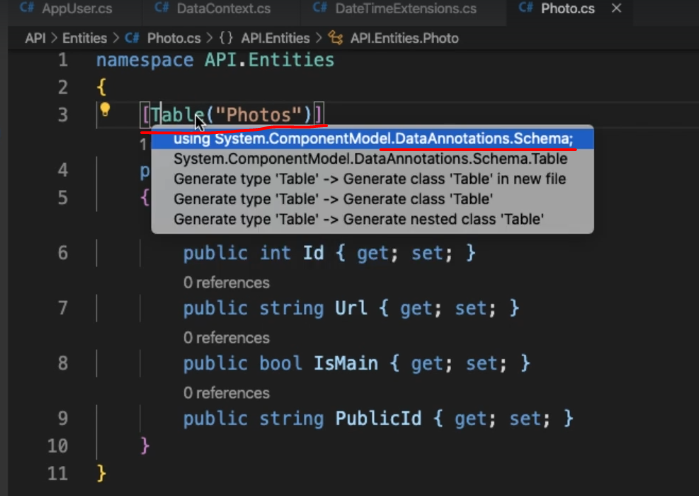 AppUser.cs DataContext.cs DateTimeExtensions.cs Photo.cs
API > Entities > Photo.cs > {} API.Entities > API.Entities.Photo
1 namespace API.Entities
2 {
3 [Table("Photos")]
using System.ComponentModel.DataAnnotations.Schema;
System.ComponentModel.DataAnnotations.Schema.Table
Generate type 'Table' -> Generate class 'Table' in new file
Generate type 'Table' -> Generate class 'Table'
Generate type 'Table' -> Generate nested class 'Table'
1
4 p
5 {
6 public int Id { get; set; }
0 references
7 public string Url { get; set; }
0 references
8 public bool IsMain { get; set; }
0 references
9 public string PublicId { get; set; }
10 }
11 }